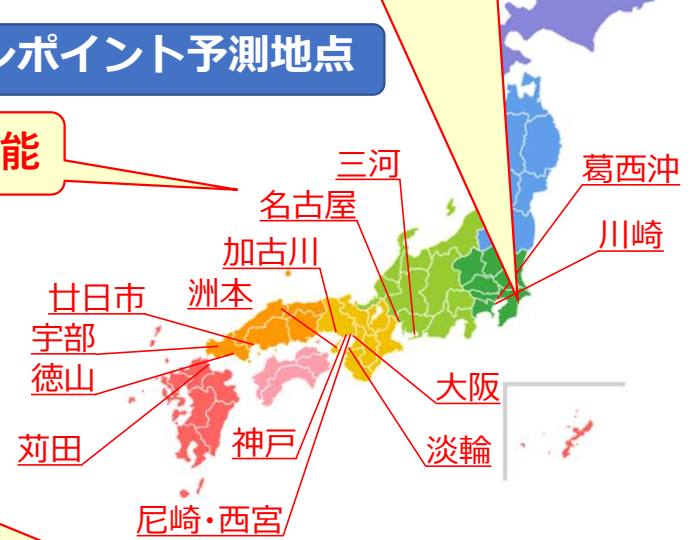 ンポイント予測地点
能
三河
葛西沖
名古屋
川崎
加古川
廿日市
洲本
宇部
徳山
大阪
苅田
神戸
淡輪
尼崎・西宮